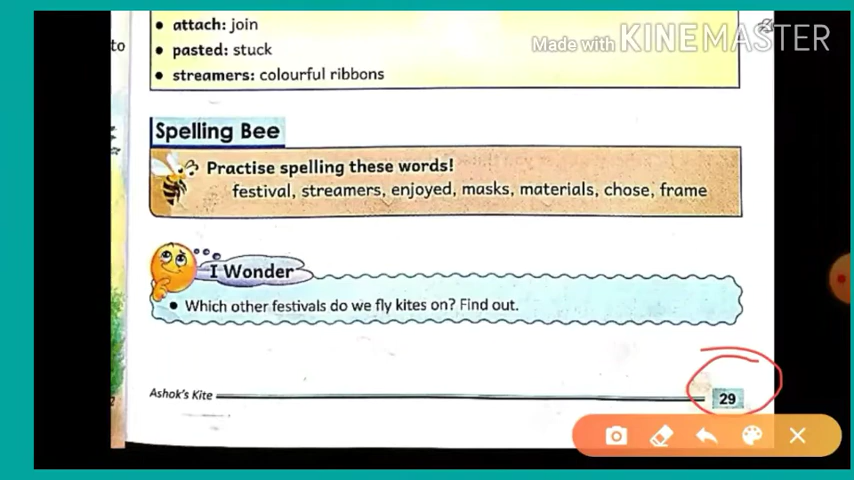 Made with KINEMASTER
to
• attach: join
• pasted: stuck
• streamers: colourful ribbons
Spelling Bee
Practise spelling these words!
festival, streamers, enjoyed, masks, materials, chose, frame
I Wonder
• Which other festivals do we fly kites on? Find out.
Ashok's Kite
29